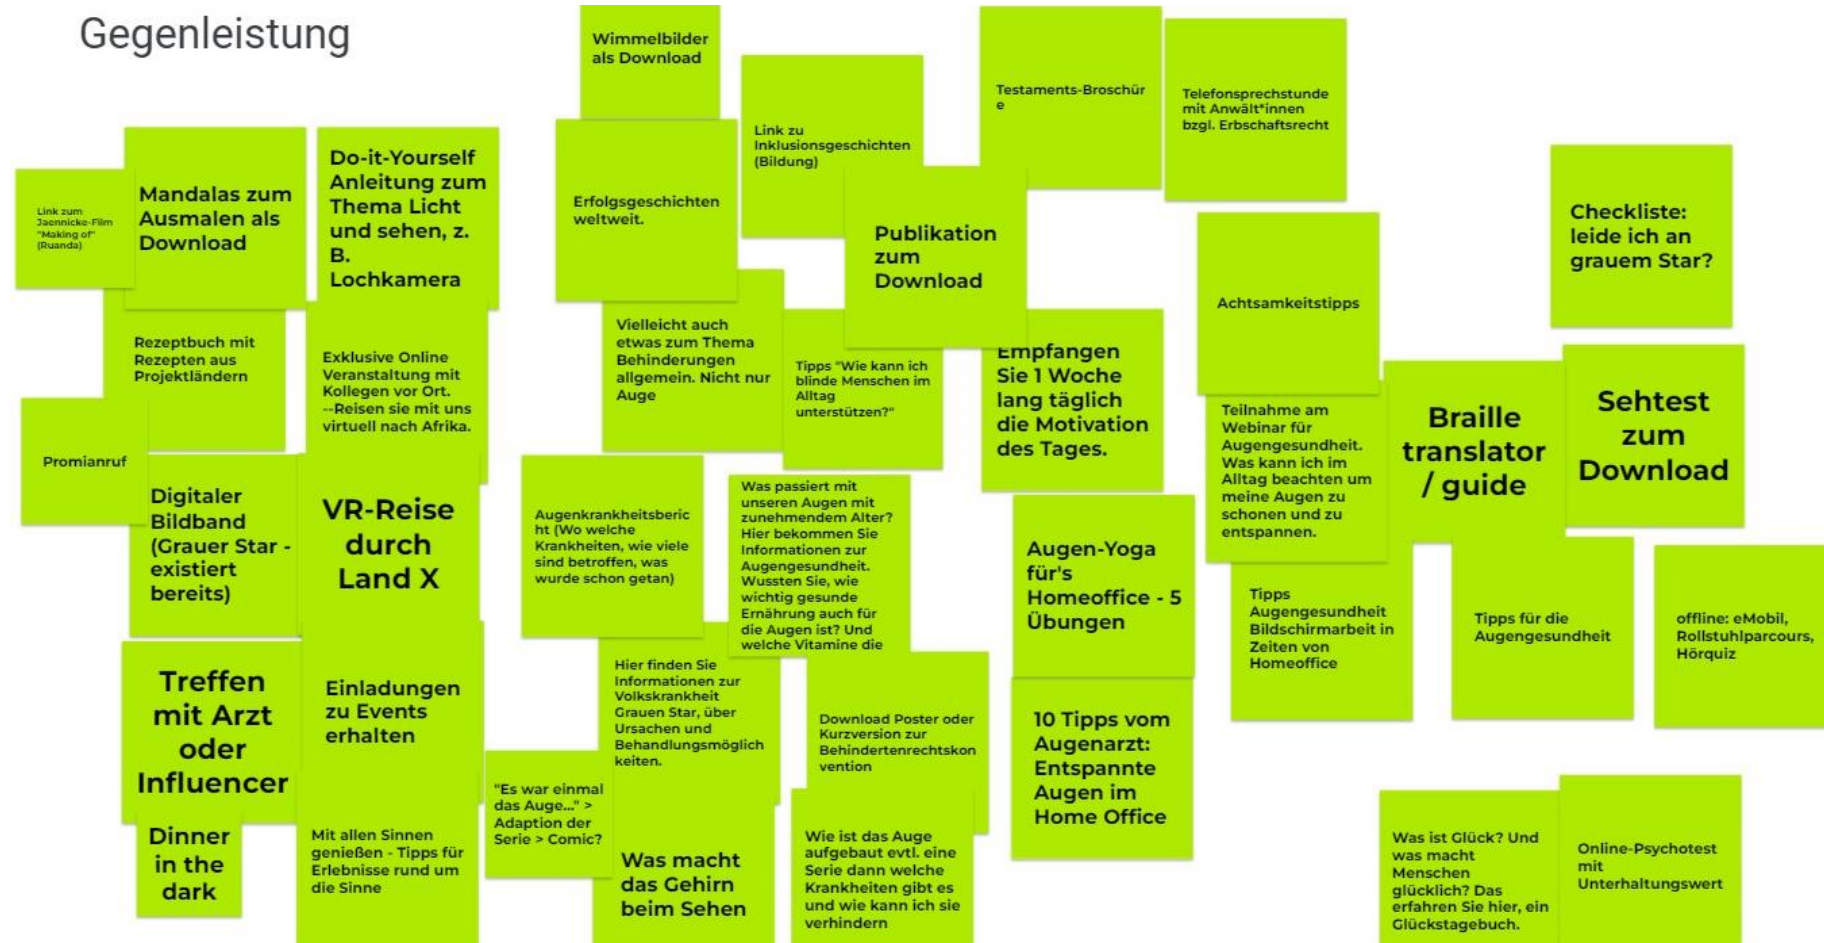 Gegenleistung
Wimmelbilder
als Download
Link zu
Inklusionsgeschichten
(Bildung)
Testaments-Broschür
e
Telefonsprechstunde
mit Anwält*innen
bzgl. Erbschaftsrecht
Link zum
Jaennicke-Film
"Making of"
(Ruanda)
Mandalas zum
Ausmalen als
Download
Do-it-Yourself
Anleitung zum
Thema Licht
und sehen, z.
B.
Lochkamera
Erfolgsgeschichten
weltweit.
Publikation
zum
Download
Achtsamkeitstipps
Checkliste:
leide ich an
grauem Star?
Rezeptbuch mit
Rezepten aus
Projektländern
Exklusive Online
Veranstaltung mit
Kollegen vor Ort.
--Reisen sie mit uns
virtuell nach Afrika.
Vielleicht auch
etwas zum Thema
Behinderungen
allgemein. Nicht nur
Auge
Tipps "Wie kann ich
blinde Menschen im
Alltag
unterstützen?"
Empfangen
Sie 1 Woche
lang täglich
die Motivation
des Tages.
Teilnahme am
Webinar für
Augengesundheit.
Was kann ich im
Alltag beachten um
meine Augen zu
schonen und zu
entspannen.
Braille
translator
/ guide
Sehtest
zum
Download
Promianruf
Digitaler
Bildband
(Grauer Star -
existiert
bereits)
VR-Reise
durch
Land X
Augenkrankheitsberic
ht (Wo welche
Krankheiten, wie viele
sind betroffen, was
wurde schon getan)
Was passiert mit
unseren Augen mit
zunehmendem Alter?
Hier bekommen Sie
Informationen zur
Augengesundheit.
Wussten Sie, wie
wichtig gesunde
Ernährung auch für
die Augen ist? Und
welche Vitamine die
Augen-Yoga
für's
Homeoffice - 5
Übungen
Tipps
Augengesundheit
Bildschirmarbeit in
Zeiten von
Homeoffice
Tipps für die
Augengesundheit
offline: eMobil,
Rollstuhlparcours,
Hörquiz
Treffen
mit Arzt
oder
Influencer
Einladungen
zu Events
erhalten
Hier finden Sie
Informationen zur
Volkskrankheit
Grauen Star, über
Ursachen und
Behandlungsmöglich
keiten.
Download Poster oder
Kurzversion zur
Behindertenrechtskon
vention
10 Tipps vom
Augenarzt:
Entspannte
Augen im
Home Office
Dinner
in the
dark
Mit allen Sinnen
genießen - Tipps für
Erlebnisse rund um
die Sinne
"Es war einmal
das Auge..." >
Adaption der
Serie > Comic?
Was macht
das Gehirn
beim Sehen
Wie ist das Auge
aufgebaut evtl. eine
Serie dann welche
Krankheiten gibt es
und wie kann ich sie
verhindern
Was ist Glück? Und
was macht
Menschen
glücklich? Das
erfahren Sie hier, ein
Glückstagebuch.
Online-Psychotest
mit
Unterhaltungswert